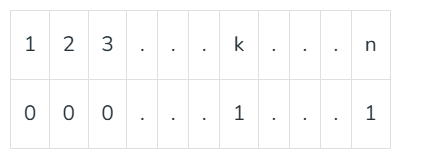 1 2 3 . . . k . . . n
0 0 0 . . . 1 . . . 1